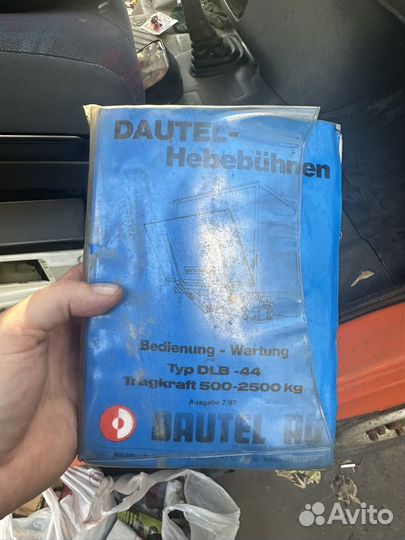 DAUTEL-
Hebebühnen
Bedienung - Wartung
Typ DLB -44
Tragkraft 500-2500 kg
Ausgabe 7/97
DAUTEL AG
Avito